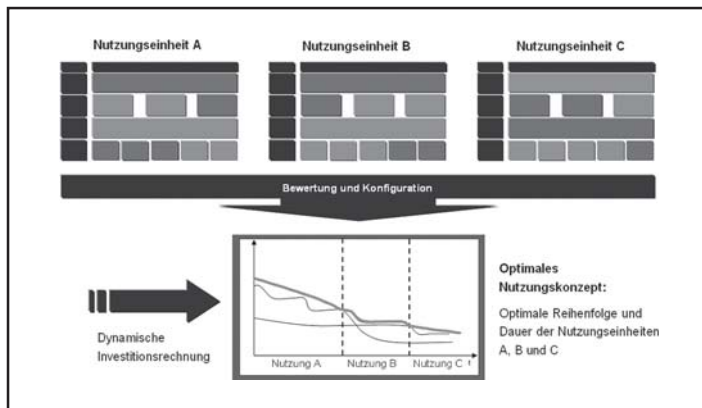 Nutzungseinheit A
Nutzungseinheit B
Nutzungseinheit C
Bewertung und Konfiguration
Dynamische
Investitionsrechnung
Nutzung A
Nutzung B
Nutzung C
t
Optimales
Nutzungskonzept:
Optimale Reihenfolge und
Dauer der Nutzungseinheiten
A, B und C